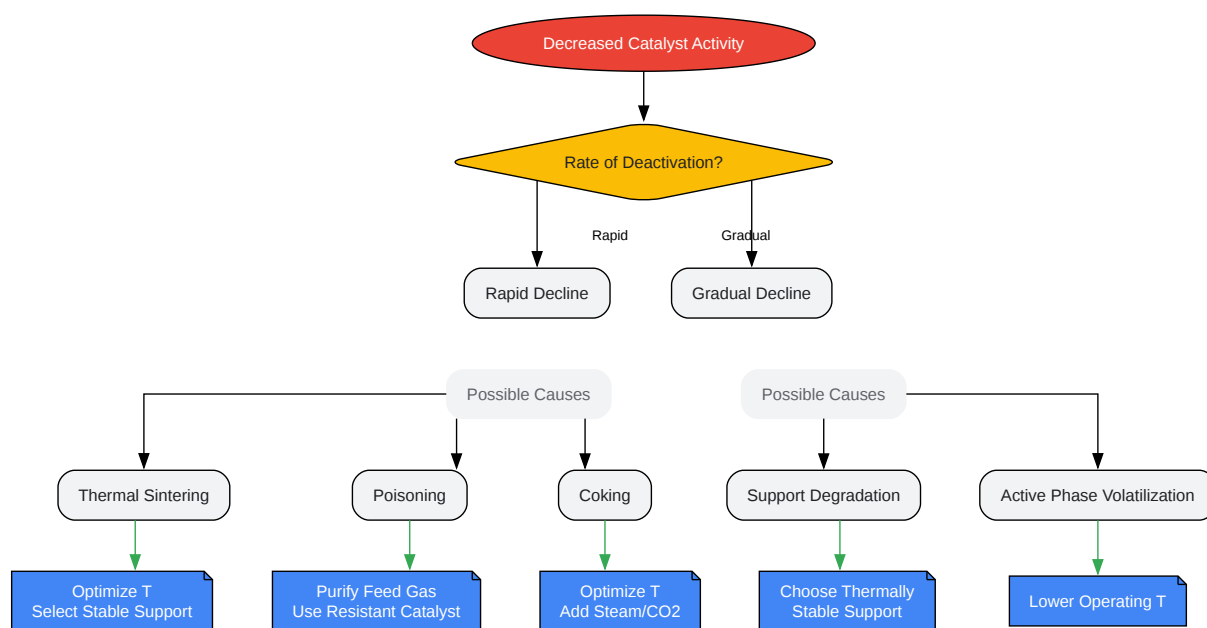 Decreased Catalyst Activity
Rate of Deactivation?
Rapid
Gradual
Rapid Decline
Gradual Decline
Possible Causes
Possible Causes
Thermal Sintering
Poisoning
Coking
Support Degradation
Active Phase Volatilization
Optimize T
Select Stable Support
Purify Feed Gas
Use Resistant Catalyst
Optimize T
Add Steam/CO2
Choose Thermally
Stable Support
Lower Operating T